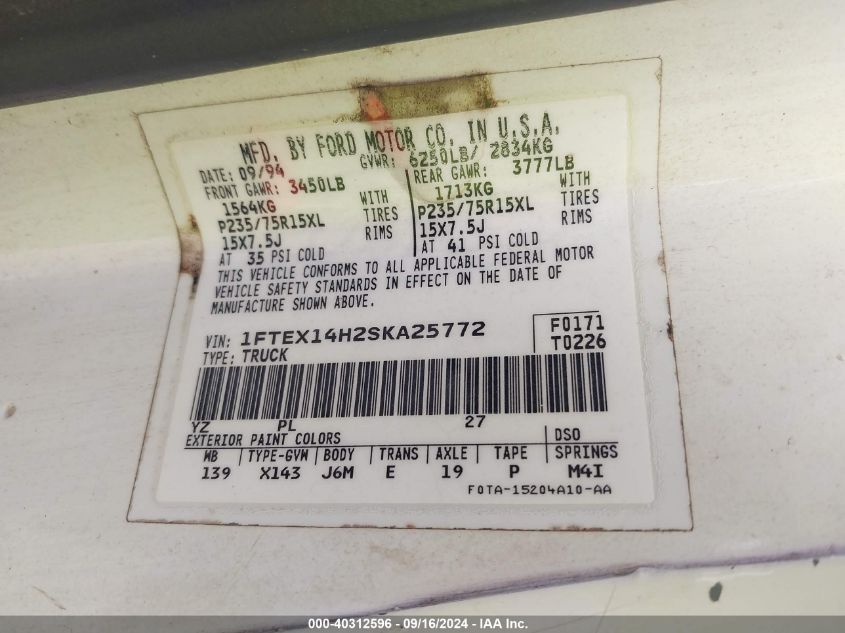 MFD. BY FORD MOTOR CO. IN U.S.A.
DATE: 09/94 GVWR: 6250LB/ 2834KG
FRONT GAWR: 3450LB REAR GAWR: 3777LB
1564KG WITH 1713KG WITH
P235/75R15XL TIRES P235/75R15XL TIRES
15X7.5J RIMS 15X7.5J RIMS
AT 35 PSI COLD AT 41 PSI COLD
THIS VEHICLE CONFORMS TO ALL APPLICABLE FEDERAL MOTOR
VEHICLE SAFETY STANDARDS IN EFFECT ON THE DATE OF
MANUFACTURE SHOWN ABOVE.
VIN: 1FTEX14H2SKA25772 F0171
TYPE: TRUCK T0226
YZ PL 27
EXTERIOR PAINT COLORS DSO
WB TYPE-GVW BODY TRANS AXLE TAPE SPRINGS
139 X143 J6M E 19 P M4I
F0TA-15204A10-AA
000-40312596 - 09/16/2024 - IAA Inc.